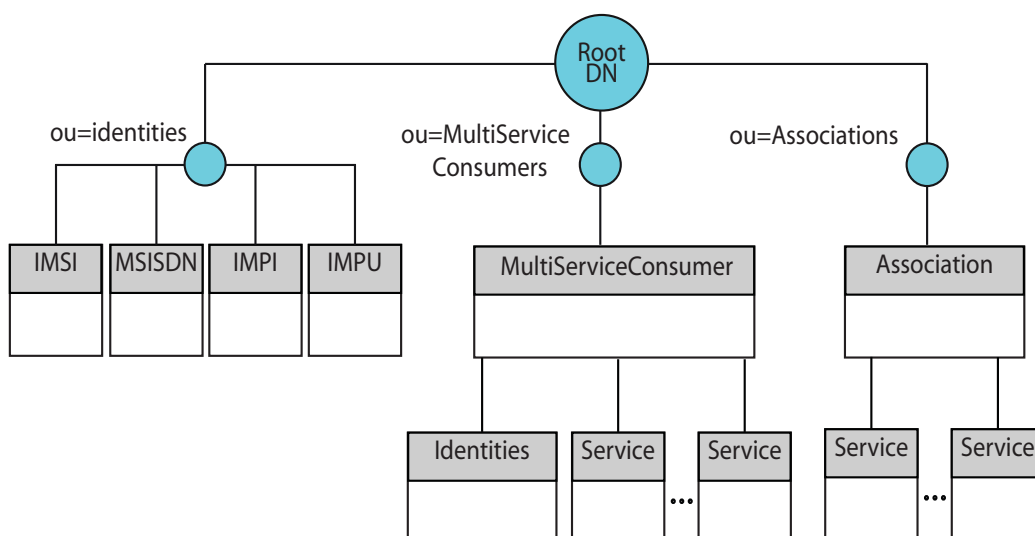 Root
DN
ou=identities
ou=MultiService
Consumers
ou=Associations
IMSI
MSISDN
IMPI
IMPU
MultiServiceConsumer
Association
Identities
Service
...
Service
Service
...
Service